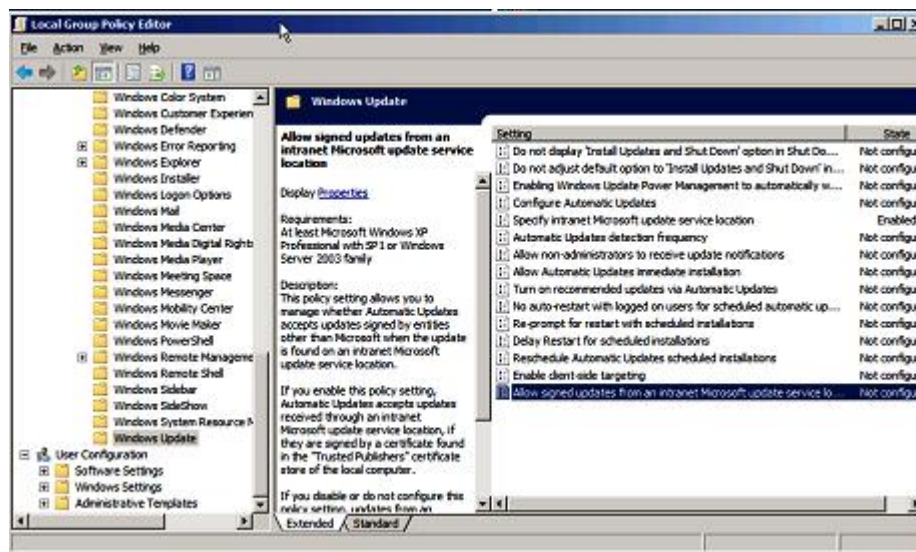 Local Group Policy Editor
File Action View Help
Windows Color System
Windows Customer Experien
Windows Defender
Windows Error Reporting
Windows Explorer
Windows Installer
Windows Logon Options
Windows Mail
Windows Media Center
Windows Media Digital Rights
Windows Media Player
Windows Meeting Space
Windows Messenger
Windows Mobility Center
Windows Movie Maker
Windows PowerShell
Windows Remote Manageme
Windows Remote Shell
Windows Sidebar
Windows SideShow
Windows System Resource M
Windows Update
User Configuration
Software Settings
Windows Settings
Administrative Templates
Windows Update
Allow signed updates from an
intranet Microsoft update service
location
Display Properties
Requirements:
At least Microsoft Windows XP
Professional with SP1 or Windows
Server 2003 family
Description:
This policy setting allows you to
manage whether Automatic Updates
accepts updates signed by entities
other than Microsoft when the update
is found on an intranet Microsoft
update service location.
If you enable this policy setting,
Automatic Updates accepts updates
received through an intranet
Microsoft update service location, if
they are signed by a certificate found
in the "Trusted Publishers" certificate
store of the local computer.
If you disable or do not configure this
policy setting, updates from an
Setting State
Do not display 'Install Updates and Shut Down' option in Shut Do... Not configu
Do not adjust default option to 'Install Updates and Shut Down' in... Not configu
Enabling Windows Update Power Management to automatically w... Not configu
Configure Automatic Updates Not configu
Specify intranet Microsoft update service location Enabled
Automatic Updates detection frequency Not configu
Allow non-administrators to receive update notifications Not configu
Allow Automatic Updates immediate installation Not configu
Turn on recommended updates via Automatic Updates Not configu
No auto-restart with logged on users for scheduled automatic up... Not configu
Re-prompt for restart with scheduled installations Not configu
Delay Restart for scheduled installations Not configu
Reschedule Automatic Updates scheduled installations Not configu
Enable client-side targeting Not configu
Allow signed updates from an intranet Microsoft update service lo... Not configu
Extended Standard